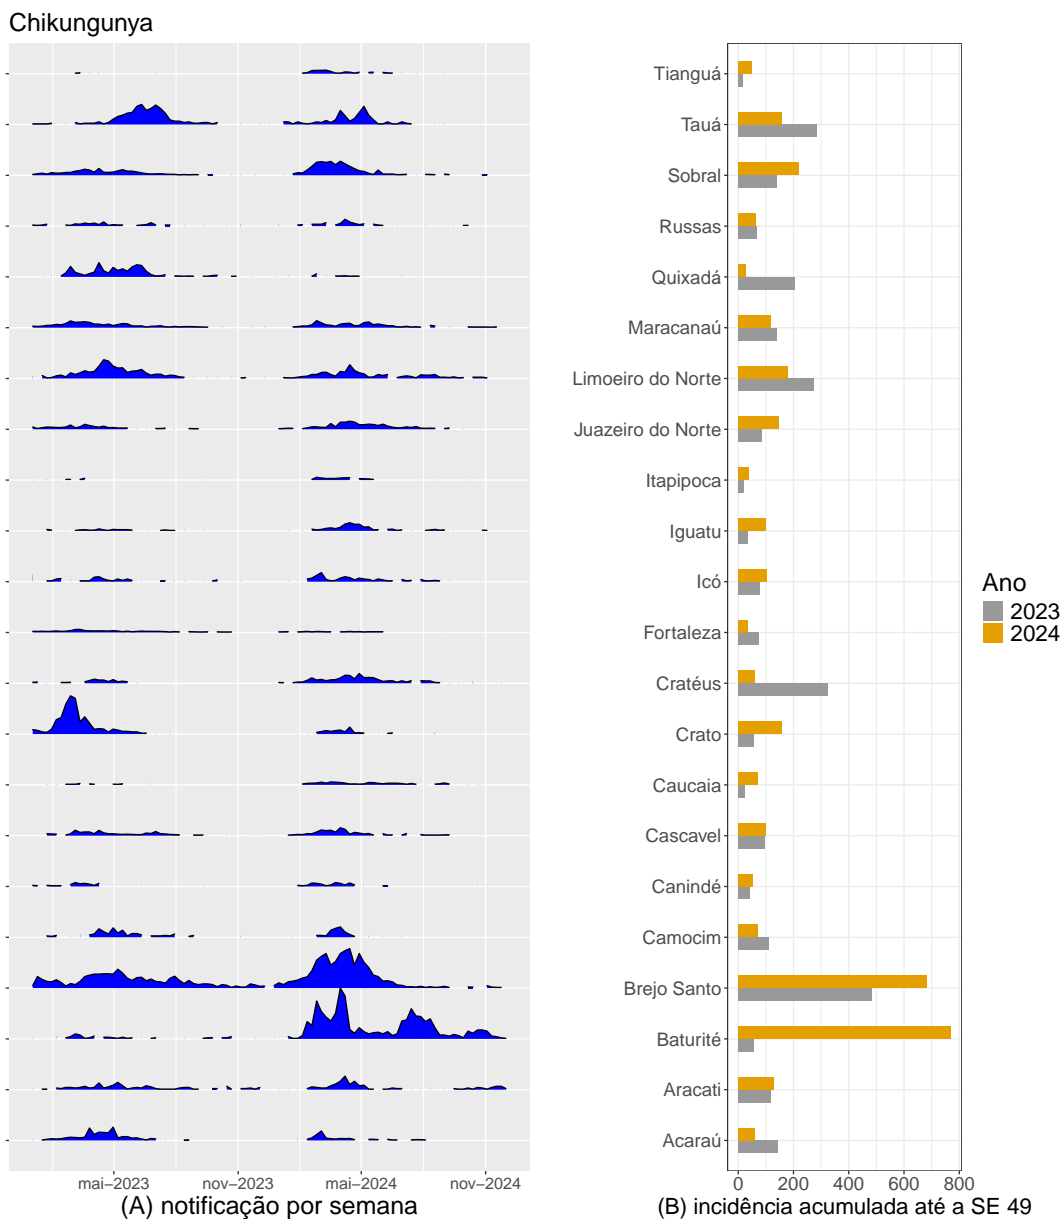 Chikungunya
mai–2023
nov–2023
mai–2024
nov–2024
(A) notificação por semana
Tianguá
Tauá
Sobral
Russas
Quixadá
Maracanaú
Limoeiro do Norte
Juazeiro do Norte
Itapipoca
Iguatu
Icó
Fortaleza
Cratéus
Crato
Caucaia
Cascavel
Canindé
Camocim
Brejo Santo
Baturité
Aracati
Acaraú
0 200 400 600 800
(B) incidência acumulada até a SE 49
Ano
2023
2024